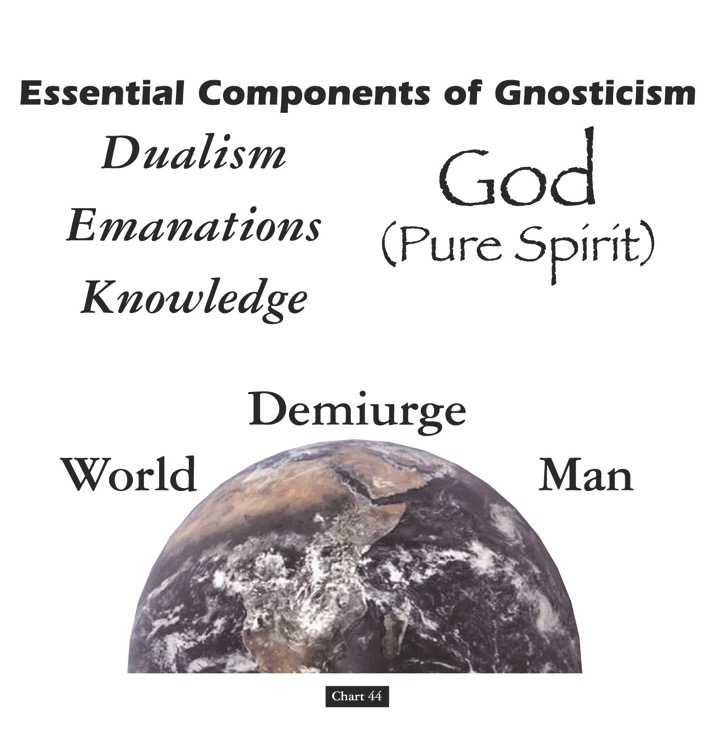 Essential Components of Gnosticism
Dualism
Emanations
Knowledge
God
(Pure Spirit)
Demiurge
World
Man
Chart 44